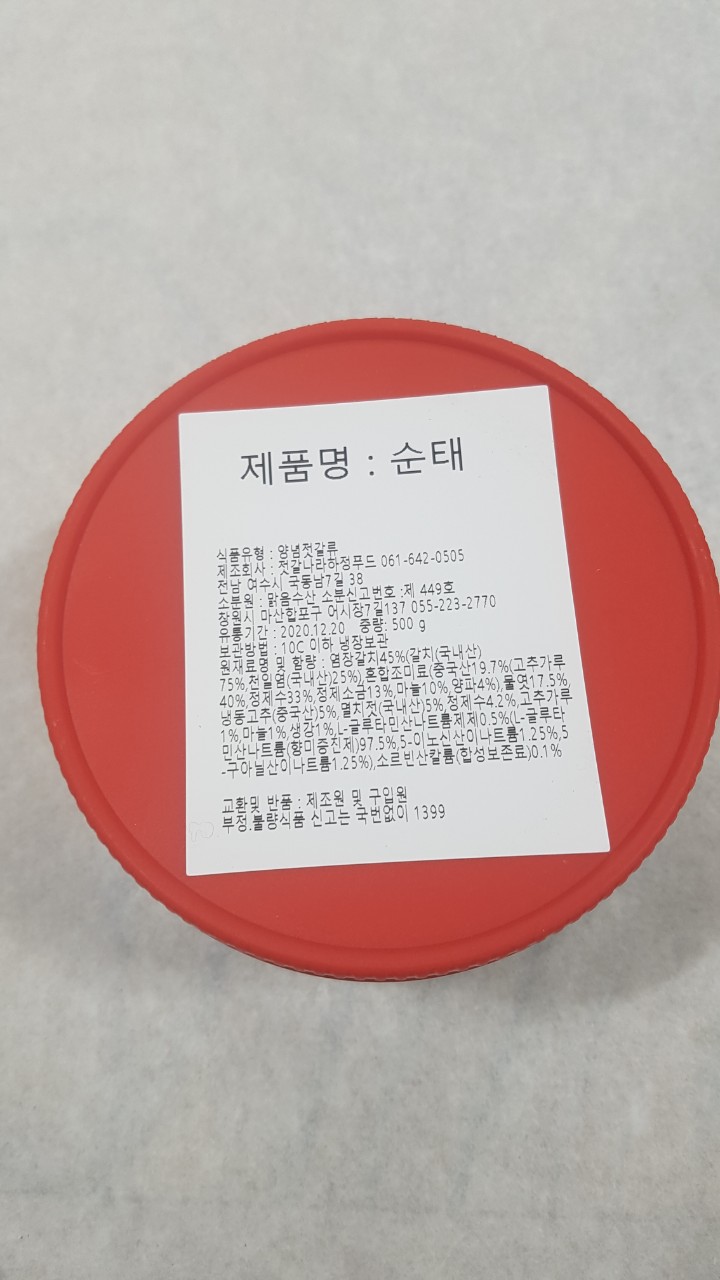 제품명 : 순태
식품유형 : 양념젓갈류
제조회사 : 젓갈나라하정푸드 061-642-0505
전남 여수시 국동남7길 38
소분원 : 맑음수산 소분신고번호 :제 449호
창원시 마산합포구 어시장7길137 055-223-2770
유통기간 : 2020.12.20 중량: 500 g
보관방법 : 10C 이하 냉장보관
원재료명및 함량 : 염장갈치45%(갈치(국내산)
75%,천일염(국내산)25%),혼합조미료(중국산19.7%(고추가루
40%,정제수33%,정제소금13%,마늘10%,양파4%),물엿17.5%,
냉동고추(중국산)5%,멸치젓(국내산)5%,정제수4.2%,고추가루
1%,마늘1%,생강1%,L-글루타민산나트륨제제0.5%(L-글루타
민산나트륨(향미증진제)97.5%,5-이노신산이나트륨1.25%,5
-구아닐산이나트륨1.25%),소르빈산칼륨(합성보존료)0.1%
교환및 반품 : 제조원 및 구입원
부정.불량식품 신고는 국번없이 1399